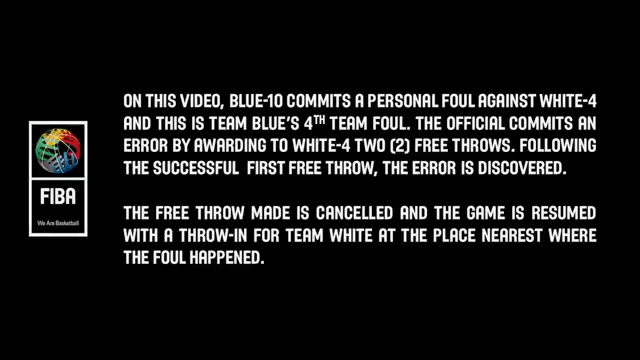 ON THIS VIDEO, BLUE-10 COMMITS A PERSONAL FOUL AGAINST WHITE-4
AND THIS IS TEAM BLUE'S 4TH TEAM FOUL. THE OFFICIAL COMMITS AN
ERROR BY AWARDING TO WHITE-4 TWO (2) FREE THROWS. FOLLOWING
THE SUCCESSFUL FIRST FREE THROW, THE ERROR IS DISCOVERED.
THE FREE THROW MADE IS CANCELLED AND THE GAME IS RESUMED
WITH A THROW-IN FOR TEAM WHITE AT THE PLACE NEAREST WHERE
THE FOUL HAPPENED.
FIBA
We Are Basketball